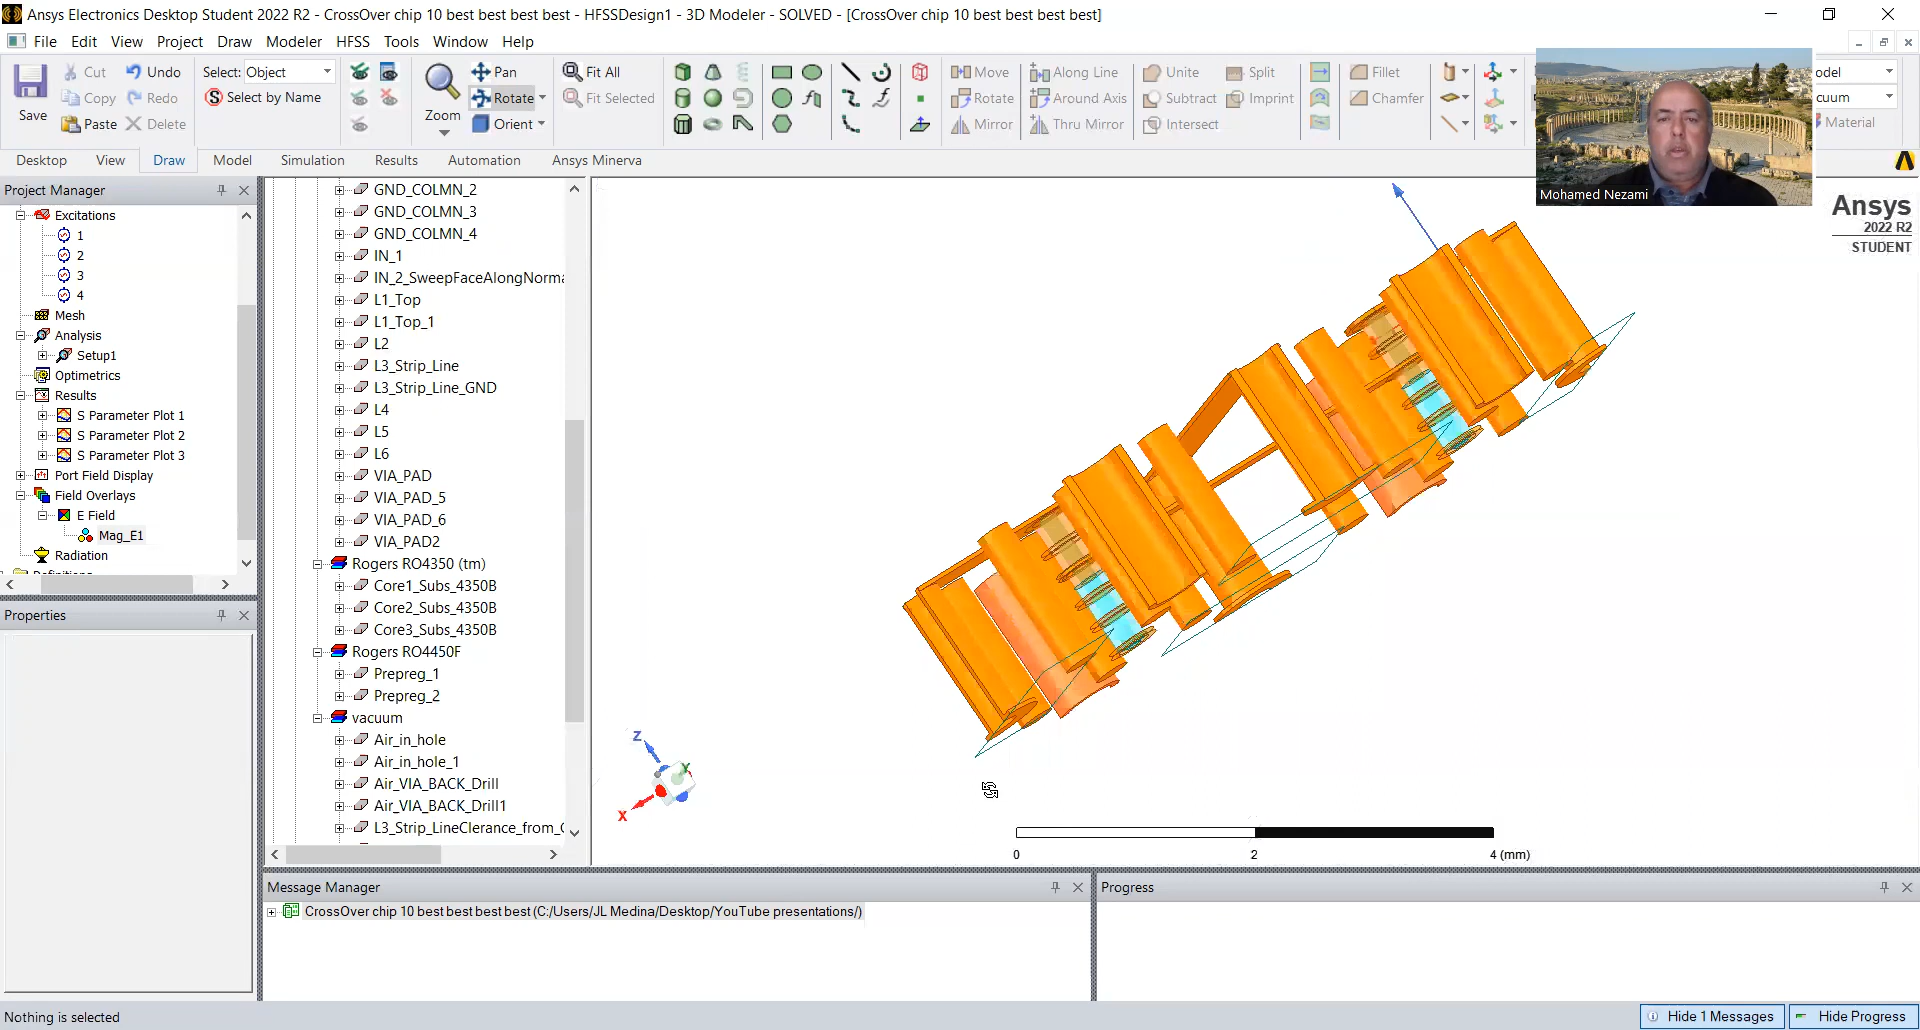 Ansys Electronics Desktop Student 2022 R2 - CrossOver chip 10 best best best best - HFSSDesign1 - 3D Modeler - SOLVED - [CrossOver chip 10 best best best best]
File Edit View Project Draw Modeler HFSS Tools Window Help
Save
Cut
Copy
Paste
Undo
Redo
Delete
Select: Object
Select by Name
Zoom
Pan
Rotate
Orient
Fit All
Fit Selected
Move
Rotate
Mirror
Along Line
Around Axis
Thru Mirror
Unite
Subtract
Intersect
Split
Imprint
Fillet
Chamfer
odel
cuum
Material
Mohamed Nezami
Desktop View Draw Model Simulation Results Automation Ansys Minerva
Project Manager
Excitations
1
2
3
4
Mesh
Analysis
Setup1
Optimetrics
Results
S Parameter Plot 1
S Parameter Plot 2
S Parameter Plot 3
Port Field Display
Field Overlays
E Field
Mag_E1
Radiation
Properties
GND_COLMN_2
GND_COLMN_3
GND_COLMN_4
IN_1
IN_2_SweepFaceAlongNorma
L1_Top
L1_Top_1
L2
L3_Strip_Line
L3_Strip_Line_GND
L4
L5
L6
VIA_PAD
VIA_PAD_5
VIA_PAD_6
VIA_PAD2
Rogers RO4350 (tm)
Core1_Subs_4350B
Core2_Subs_4350B
Core3_Subs_4350B
Rogers RO4450F
Prepreg_1
Prepreg_2
vacuum
Air_in_hole
Air_in_hole_1
Air_VIA_BACK_Drill
Air_VIA_BACK_Drill1
L3_Strip_LineClerance_from_
Ansys
2022 R2
STUDENT
Z
Y
X
0 2 4 (mm)
Message Manager
CrossOver chip 10 best best best best (C:/Users/JL Medina/Desktop/YouTube presentations/)
Progress
Nothing is selected
Hide 1 Messages
Hide Progress